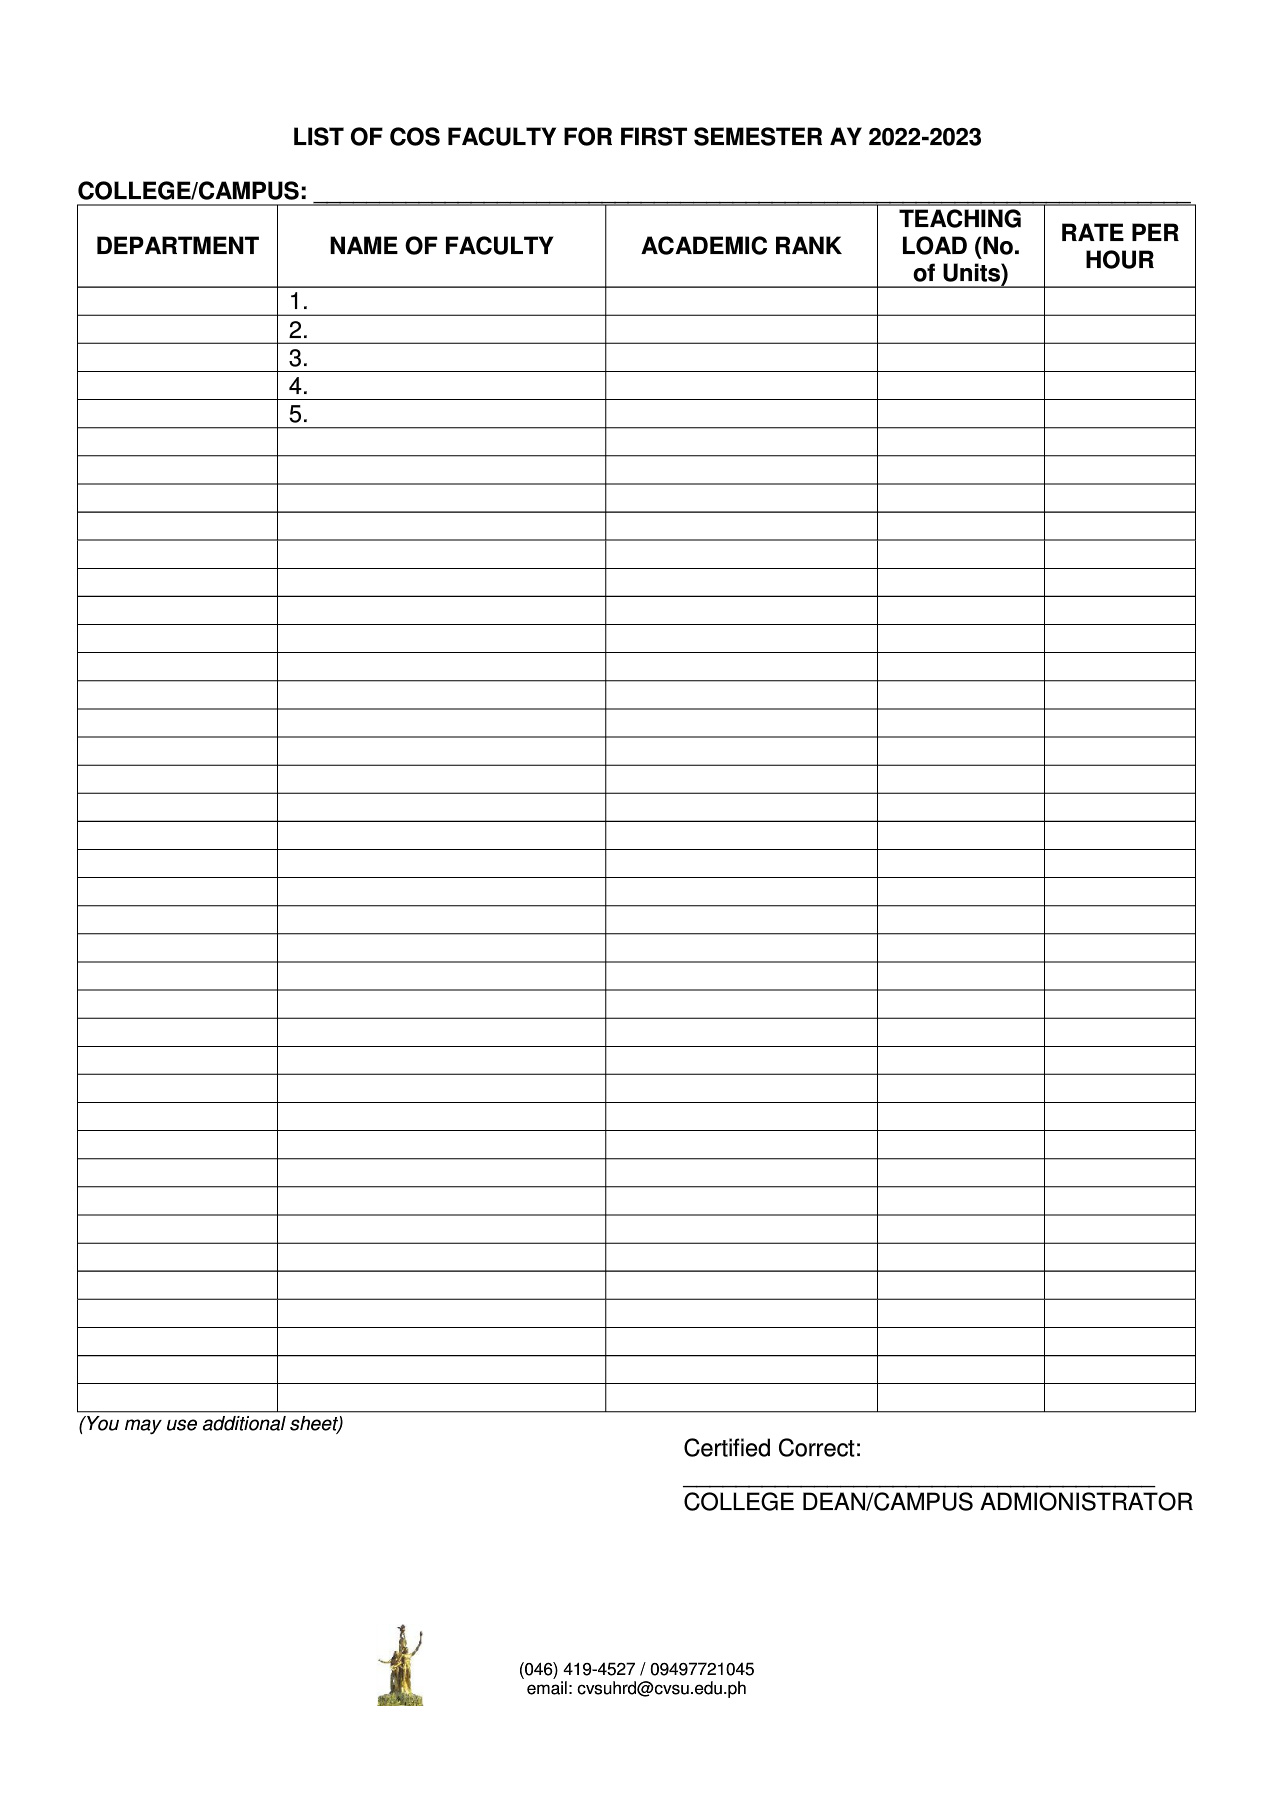 LIST OF COS FACULTY FOR FIRST SEMESTER AY 2022-2023
COLLEGE/CAMPUS: ____________________________________________________________________
DEPARTMENT
NAME OF FACULTY
ACADEMIC RANK
TEACHING
LOAD (No.
of Units)
RATE PER
HOUR
1.
2.
3.
4.
5.
(You may use additional sheet)
Certified Correct:
____________________________________
COLLEGE DEAN/CAMPUS ADMIONISTRATOR
(046) 419-4527 / 09497721045
email: cvsuhrd@cvsu.edu.ph